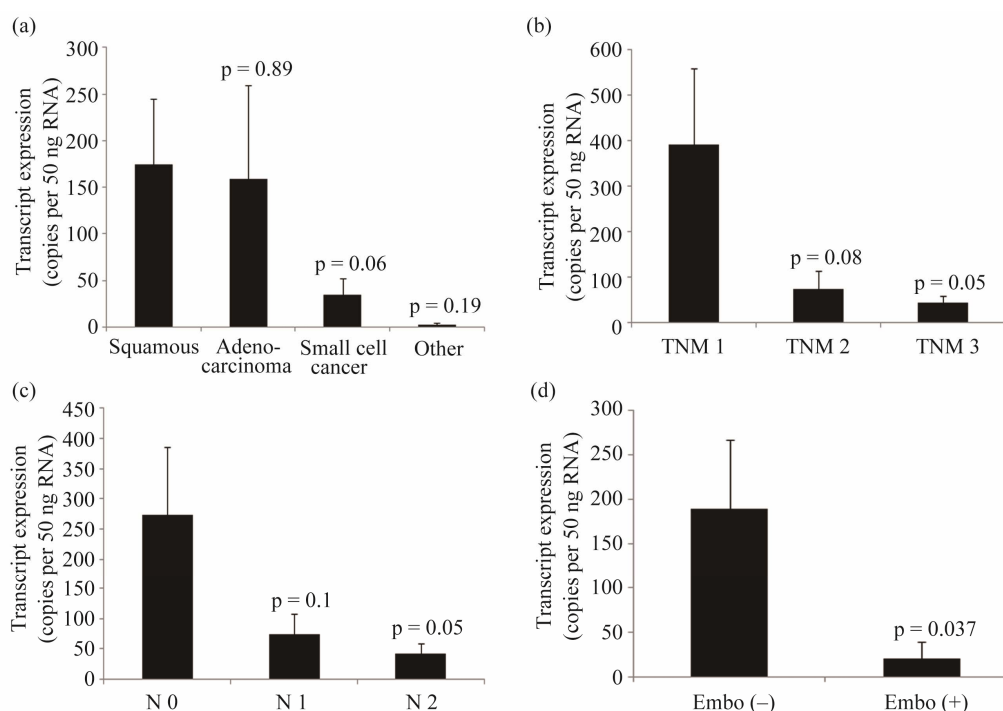 (a)
Transcript expression
(copies per 50 ng RNA)
300
250
200
150
100
50
0
p = 0.89
p = 0.06
p = 0.19
Squamous
Adeno-
carcinoma
Small cell
cancer
Other
(b)
Transcript expression
(copies per 50 ng RNA)
600
500
400
300
200
100
0
p = 0.08
p = 0.05
TNM 1
TNM 2
TNM 3
(c)
Transcript expression
(copies per 50 ng RNA)
450
400
350
300
250
200
150
100
50
0
p = 0.1
p = 0.05
N 0
N 1
N 2
(d)
Transcript expression
(copies per 50 ng RNA)
300
250
200
150
100
50
0
p = 0.037
Embo (–)
Embo (+)